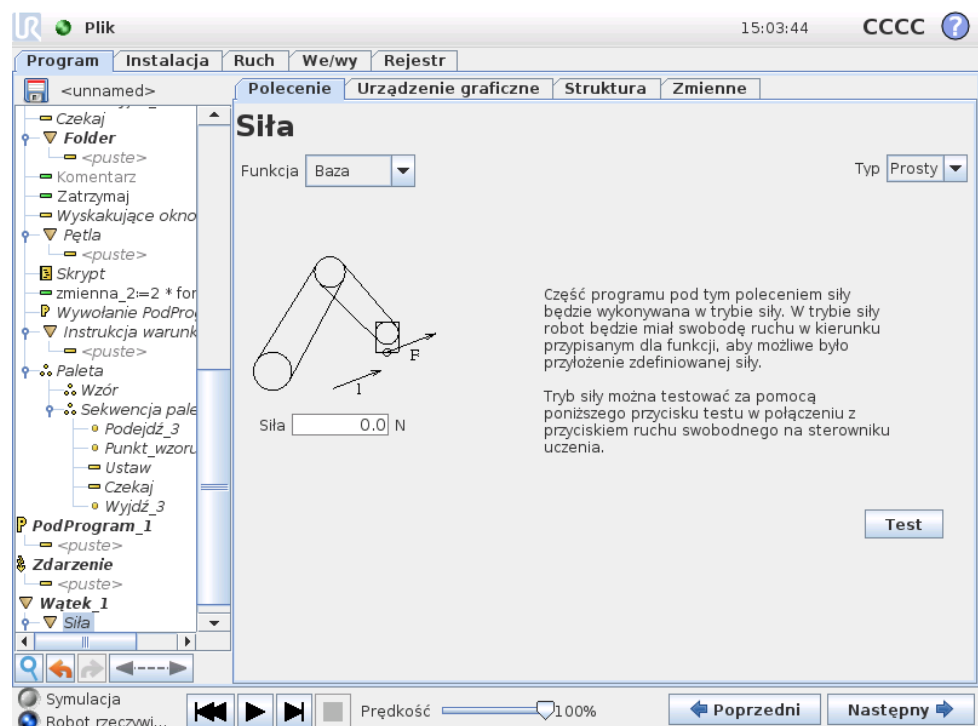 UR Plik 15:03:44 CCCC ?
Program Instalacja Ruch We/wy Rejestr
<unnamed>
Polecenie Urządzenie graficzne Struktura Zmienne
Czekaj
Folder
<puste>
Komentarz
Zatrzymaj
Wyskakujące okno
Pętla
<puste>
Skrypt
zmienna_2:=2 * for
P Wywołanie PodPro
Instrukcja warunk
<puste>
Paleta
Wzór
Sekwencja pale
Podejdź_3
Punkt_wzoru
Ustaw
Czekaj
Wyjdź_3
P PodProgram_1
<puste>
Zdarzenie
<puste>
Wątek_1
Siła
Siła
Funkcja Baza
Typ Prosty
F
1
Siła 0.0 N
Część programu pod tym poleceniem siły
będzie wykonywana w trybie siły. W trybie siły
robot będzie miał swobodę ruchu w kierunku
przypisanym dla funkcji, aby możliwe było
przyłożenie zdefiniowanej siły.
Tryb siły można testować za pomocą
poniższego przycisku testu w połączeniu z
przyciskiem ruchu swobodnego na sterowniku
uczenia.
Test
Symulacja
Robot rzeczywi...
Prędkość 100%
Poprzedni
Następny